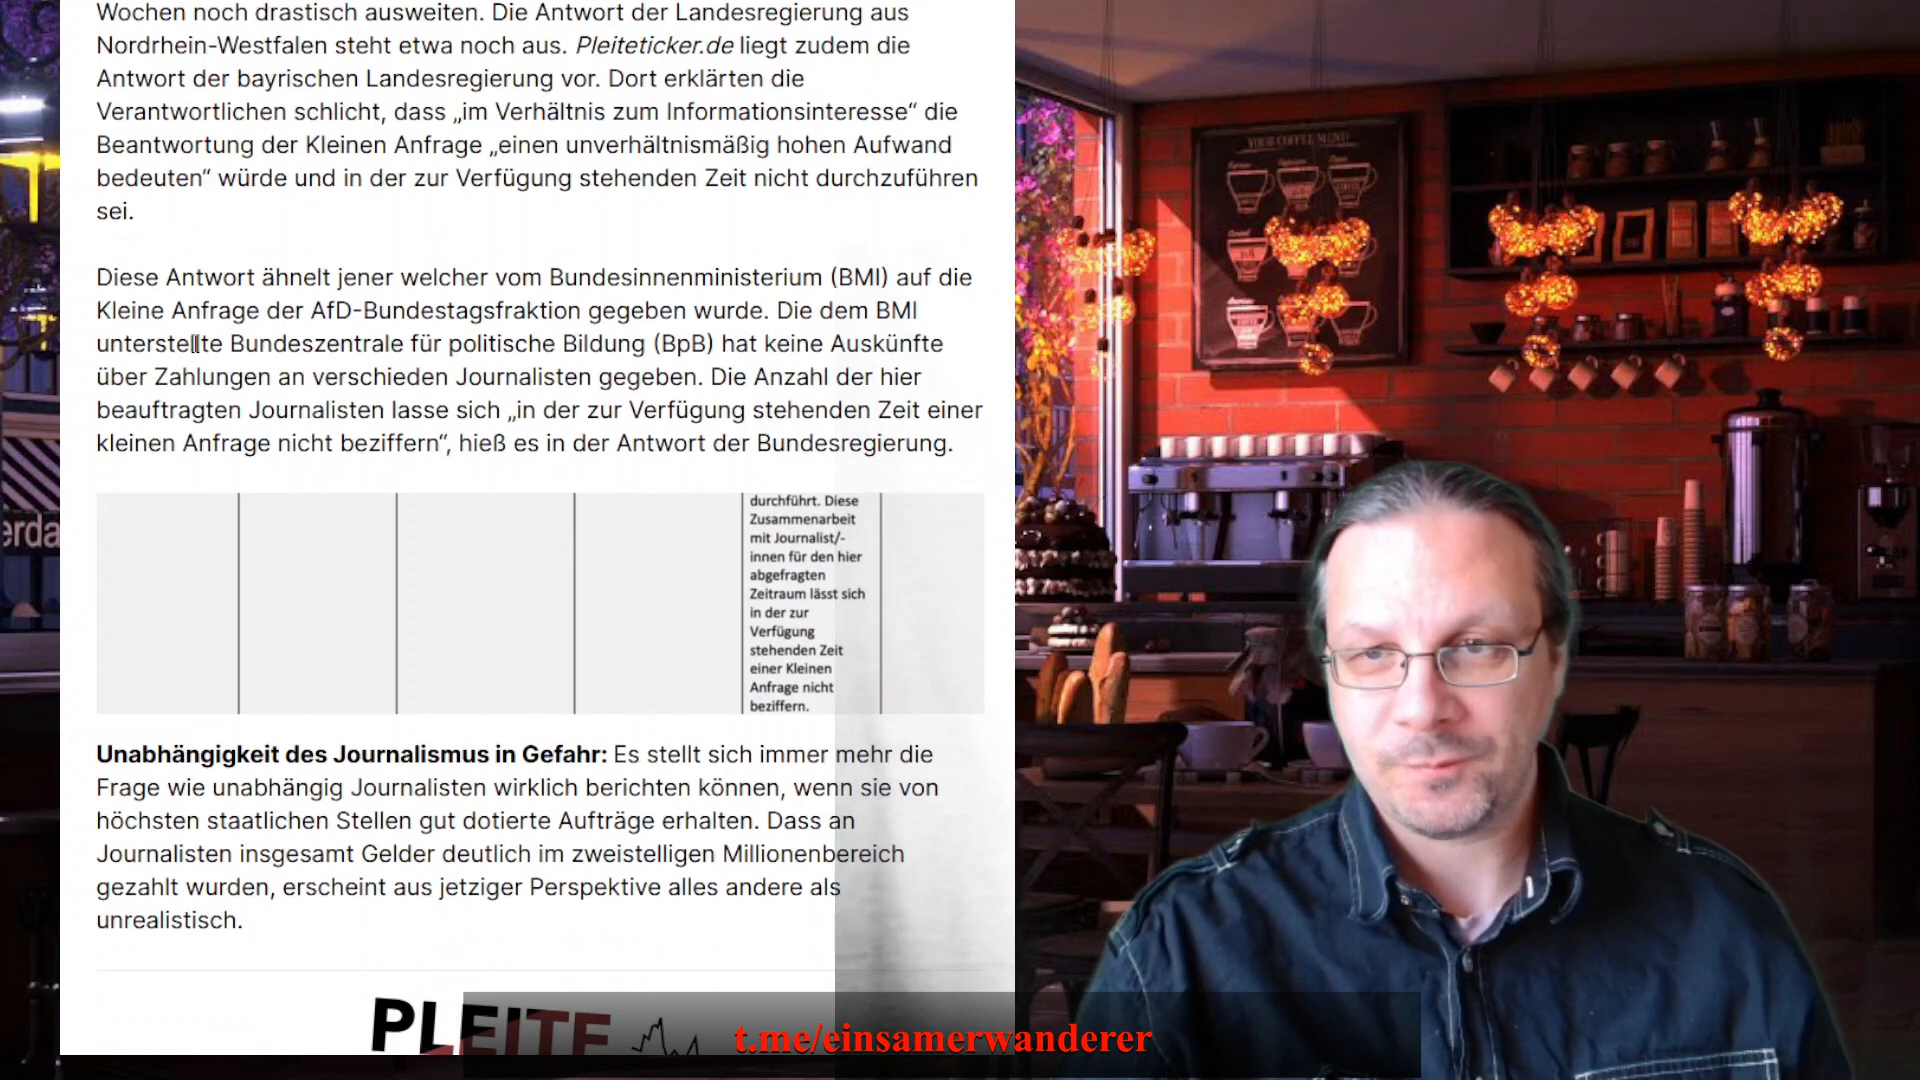 Wochen noch drastisch ausweiten. Die Antwort der Landesregierung aus
Nordrhein-Westfalen steht etwa noch aus. Pleiteticker.de liegt zudem die
Antwort der bayrischen Landesregierung vor. Dort erklärten die
Verantwortlichen schlicht, dass „im Verhältnis zum Informationsinteresse“ die
Beantwortung der Kleinen Anfrage „einen unverhältnismäßig hohen Aufwand
bedeuten“ würde und in der zur Verfügung stehenden Zeit nicht durchzuführen
sei.
Diese Antwort ähnelt jener welcher vom Bundesinnenministerium (BMI) auf die
Kleine Anfrage der AfD-Bundestagsfraktion gegeben wurde. Die dem BMI
unterstellte Bundeszentrale für politische Bildung (BpB) hat keine Auskünfte
über Zahlungen an verschieden Journalisten gegeben. Die Anzahl der hier
beauftragten Journalisten lasse sich „in der zur Verfügung stehenden Zeit einer
kleinen Anfrage nicht beziffern“, hieß es in der Antwort der Bundesregierung.
durchführt. Diese
Zusammenarbeit
mit Journalist/-
innen für den hier
abgefragten
Zeitraum lässt sich
in der zur
Verfügung
stehenden Zeit
einer Kleinen
Anfrage nicht
beziffern.
Unabhängigkeit des Journalismus in Gefahr: Es stellt sich immer mehr die
Frage wie unabhängig Journalisten wirklich berichten können, wenn sie von
höchsten staatlichen Stellen gut dotierte Aufträge erhalten. Dass an
Journalisten insgesamt Gelder deutlich im zweistelligen Millionenbereich
gezahlt wurden, erscheint aus jetziger Perspektive alles andere als
unrealistisch.
PLEITE
t.me/einsamerwanderer
YOUR COFFEE MENU
erda